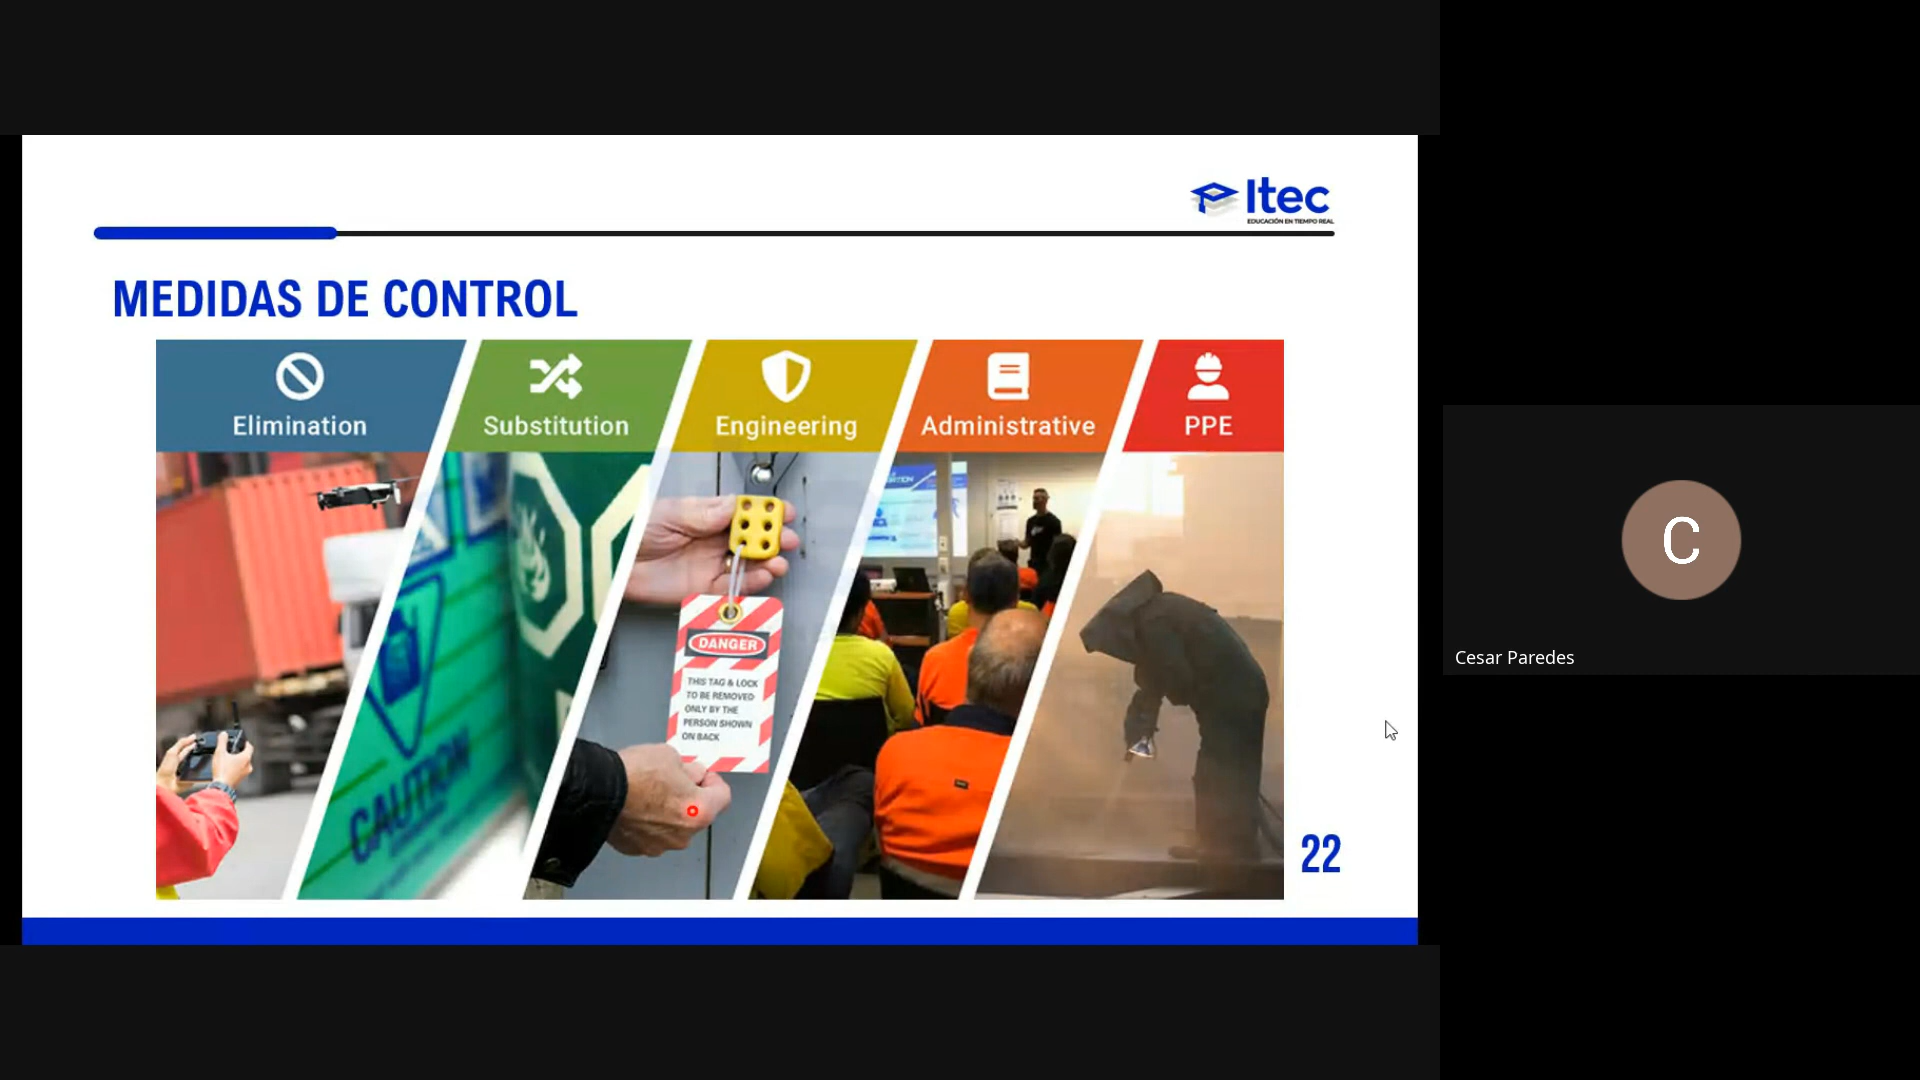 Itec
EDUCACIÓN EN TIEMPO REAL
MEDIDAS DE CONTROL
Elimination
Substitution
Engineering
Administrative
PPE
CAUTION
DANGER
THIS TAG & LOCK
TO BE REMOVED
ONLY BY THE
PERSON SHOWN
ON BACK
22
C
Cesar Paredes